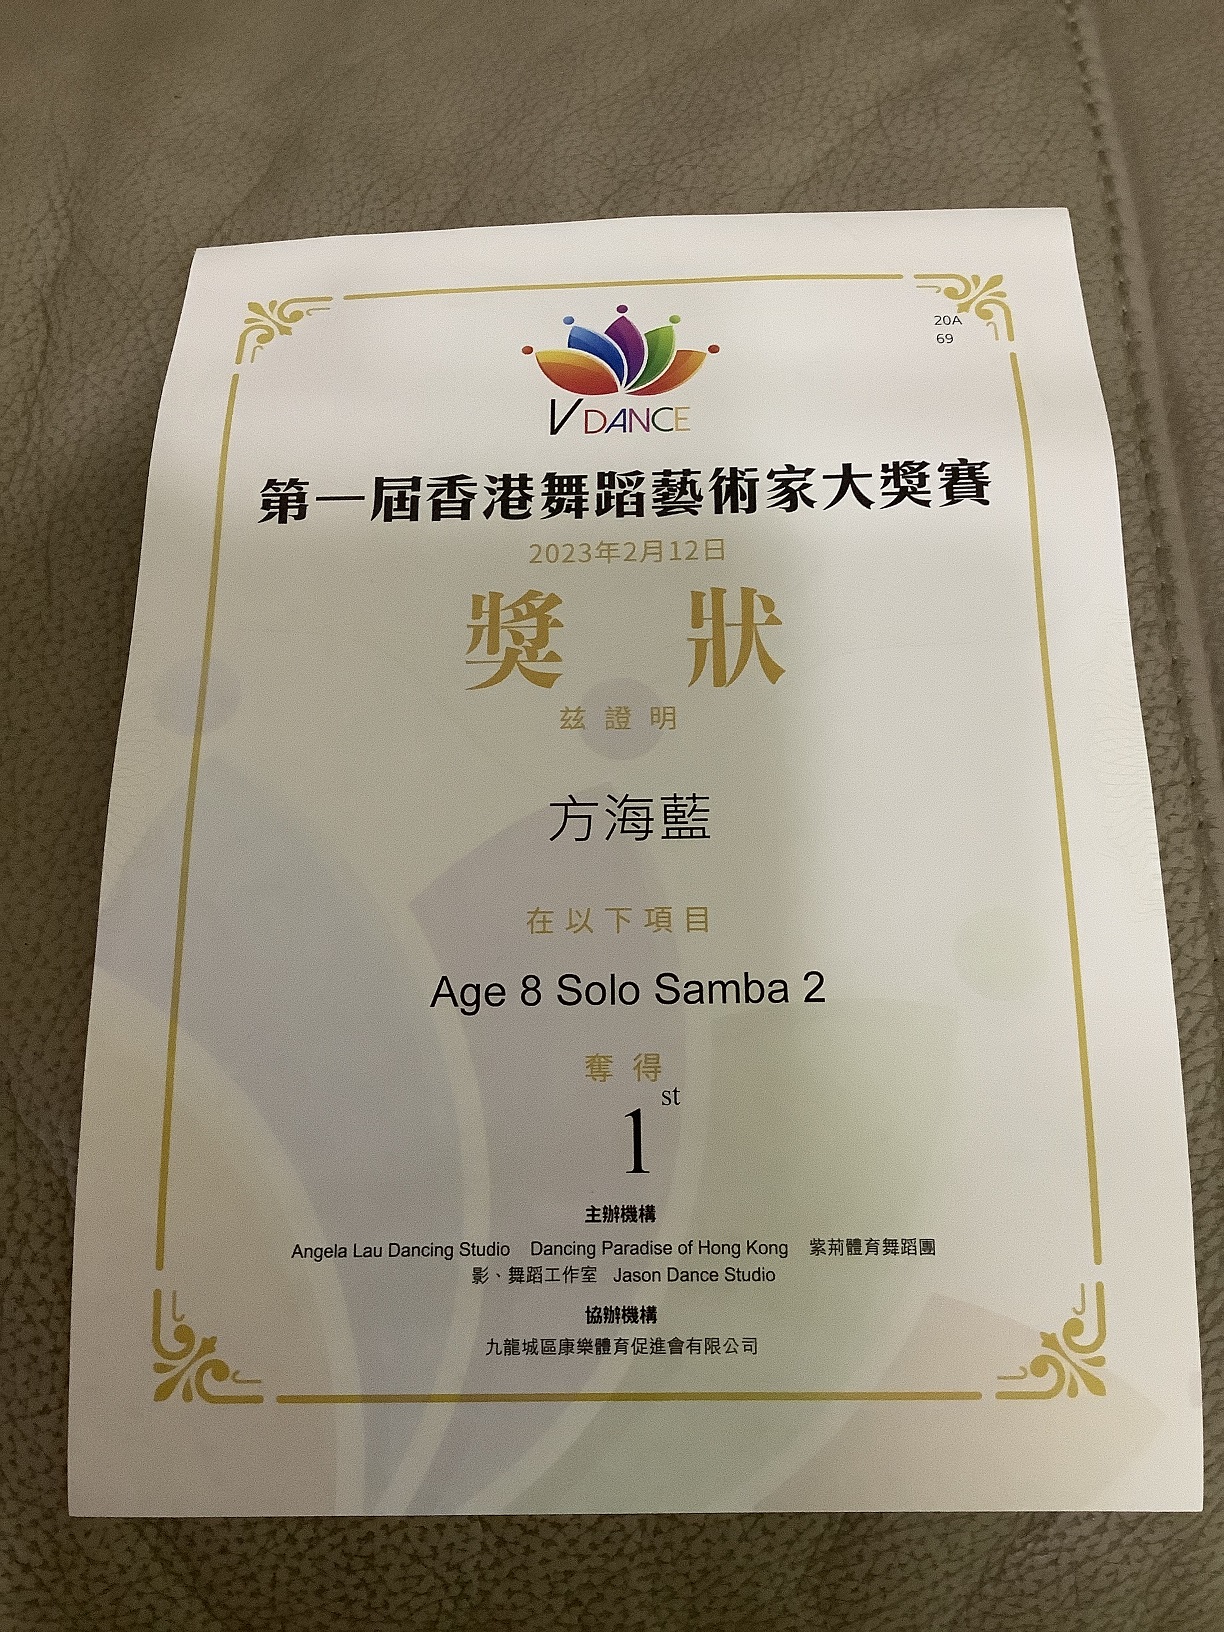 20A
69
V DANCE
第一屆香港舞蹈藝術家大獎賽
2023年2月12日
獎 狀
玆證明
方海藍
在以下項目
Age 8 Solo Samba 2
奪得
1st
主辦機構
Angela Lau Dancing Studio Dancing Paradise of Hong Kong 紫荊體育舞蹈團
影、舞蹈工作室 Jason Dance Studio
協辦機構
九龍城區康樂體育促進會有限公司